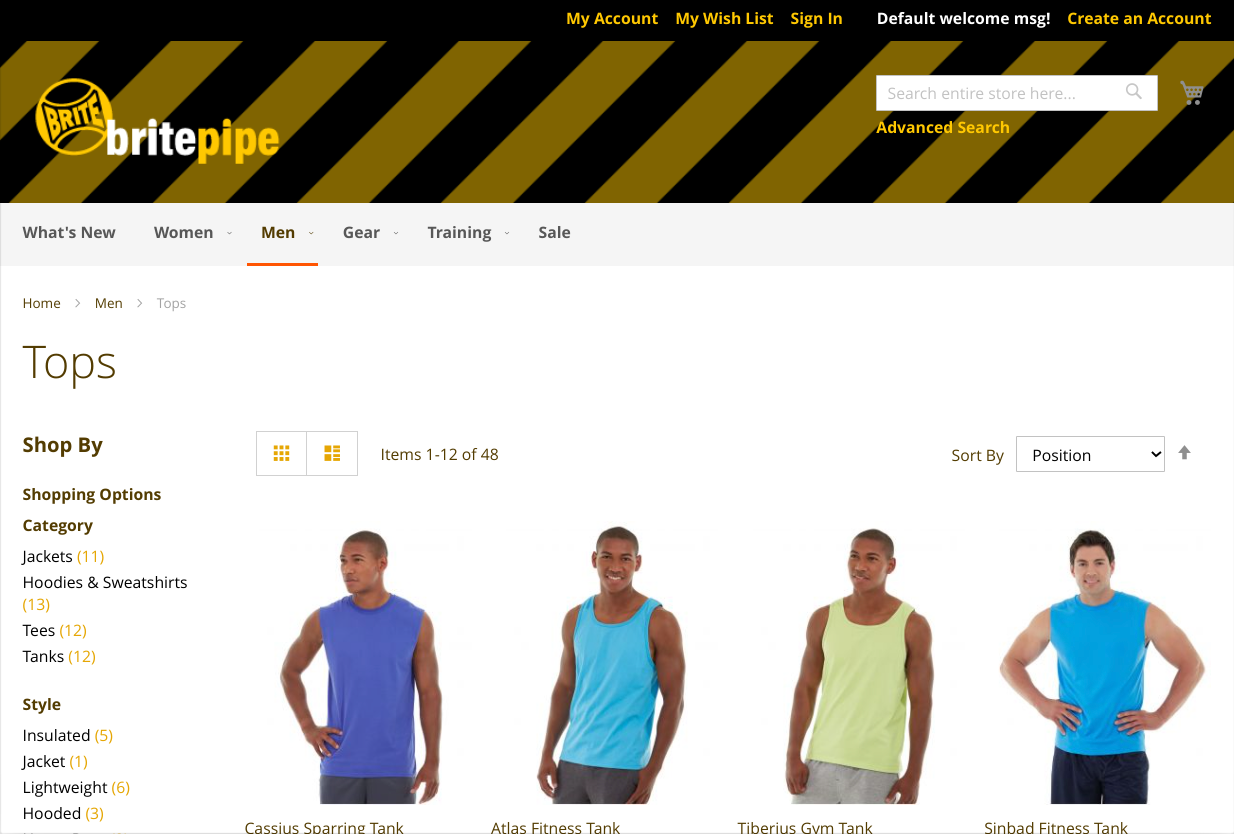 My Account My Wish List Sign In Default welcome msg! Create an Account
BRITE
britepipe
Search entire store here...
Advanced Search
What's New Women Men Gear Training Sale
Home Men Tops
Tops
Shop By
Items 1-12 of 48
Sort By Position
Shopping Options
Category
Jackets (11)
Hoodies & Sweatshirts
(13)
Tees (12)
Tanks (12)
Style
Insulated (5)
Jacket (1)
Lightweight (6)
Hooded (3)
Cassius Sparring Tank Atlas Fitness Tank Tiberius Gym Tank Sinbad Fitness Tank